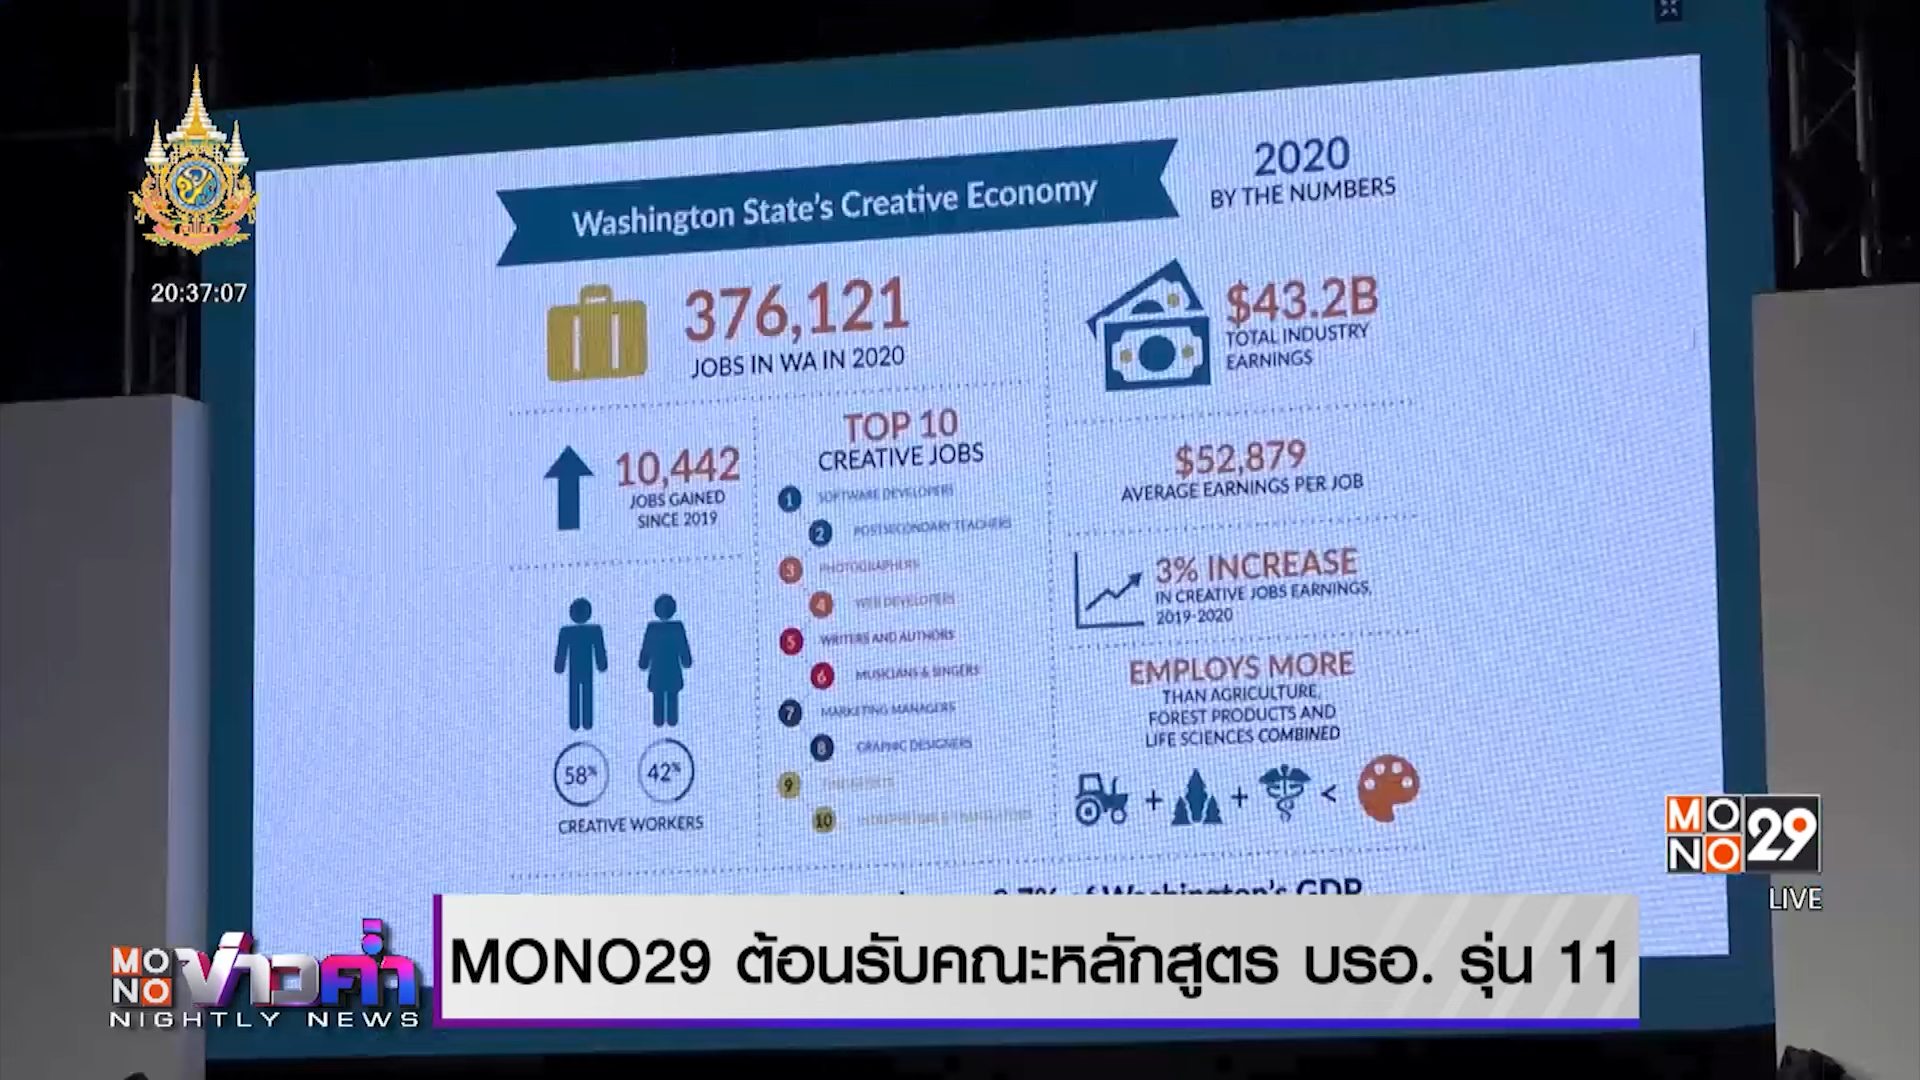 20:37:07
Washington State's Creative Economy
2020
BY THE NUMBERS
376,121
JOBS IN WA IN 2020
$43.2B
TOTAL INDUSTRY
EARNINGS
10,442
JOBS GAINED
SINCE 2019
TOP 10
CREATIVE JOBS
1 SOFTWARE DEVELOPERS
2 POSTSECONDARY TEACHERS
3 PHOTOGRAPHERS
4 WEB DEVELOPERS
5 WRITERS AND AUTHORS
6 MUSICIANS & SINGERS
7 MARKETING MANAGERS
8 GRAPHIC DESIGNERS
9
10
$52,879
AVERAGE EARNINGS PER JOB
3% INCREASE
IN CREATIVE JOBS EARNINGS,
2019-2020
EMPLOYS MORE
THAN AGRICULTURE,
FOREST PRODUCTS AND
LIFE SCIENCES COMBINED
+ + <
58% 42%
CREATIVE WORKERS
of Washington's GDP
MONO 29
LIVE
MONO ข่าวค่ำ
NIGHTLY NEWS
MONO29 ต้อนรับคณะหลักสูตร บรอ. รุ่น 11